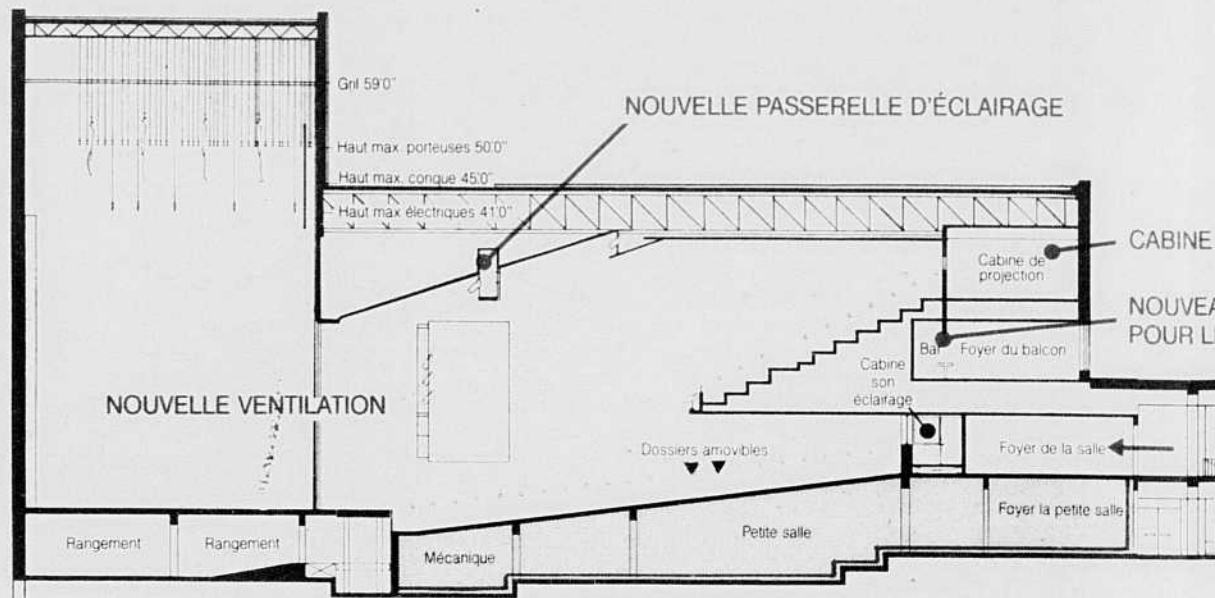 Gril 59'0"
NOUVELLE PASSERELLE D'ÉCLAIRAGE
Haut max. porteuses 50'0"
Haut max. conque 45'0"
Haut max électriques 41'0"
CABINE
Cabine de
projection
NOUVEA
POUR L
Bar
Foyer du balcon
Cabine
son
éclairage
NOUVELLE VENTILATION
Dossiers amovibles
Foyer de la salle
Foyer la petite salle
Petite salle
Rangement
Rangement
Mécanique